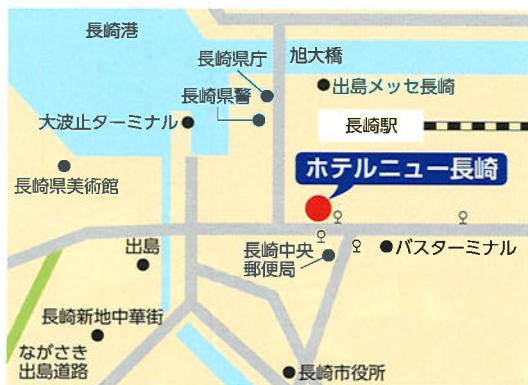 長崎港
長崎県庁
旭大橋
長崎県警
出島メッセ長崎
大波止ターミナル
長崎駅
長崎県美術館
ホテルニュー長崎
出島
長崎中央
郵便局
バスターミナル
長崎新地中華街
ながさき
出島道路
長崎市役所